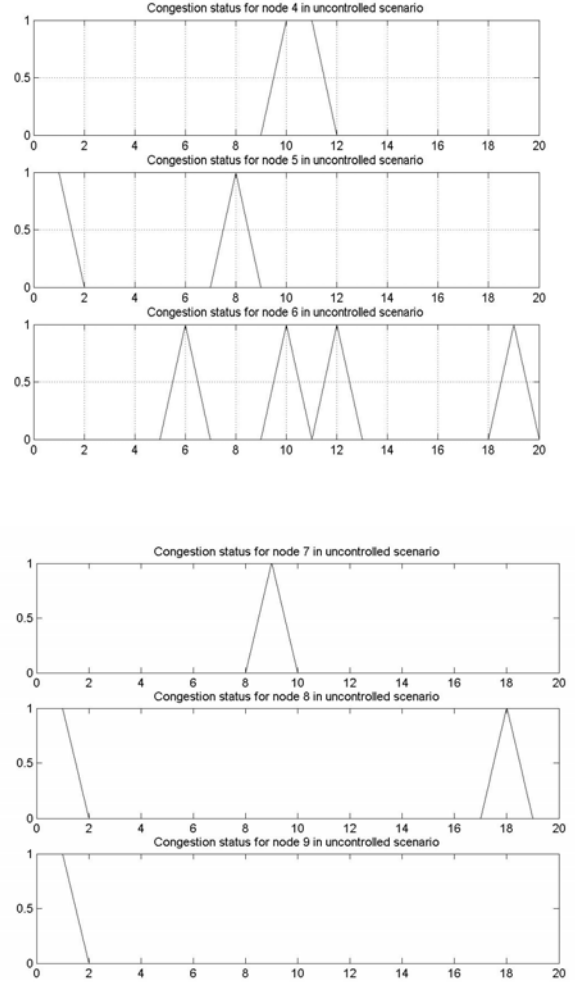 Congestion status for node 4 in uncontrolled scenario
1
0.5
0
0 2 4 6 8 10 12 14 16 18 20
Congestion status for node 5 in uncontrolled scenario
1
0.5
0
0 2 4 6 8 10 12 14 16 18 20
Congestion status for node 6 in uncontrolled scenario
1
0.5
0
0 2 4 6 8 10 12 14 16 18 20
Congestion status for node 7 in uncontrolled scenario
1
0.5
0
0 2 4 6 8 10 12 14 16 18 20
Congestion status for node 8 in uncontrolled scenario
1
0.5
0
0 2 4 6 8 10 12 14 16 18 20
Congestion status for node 9 in uncontrolled scenario
1
0.5
0
0 2 4 6 8 10 12 14 16 18 20